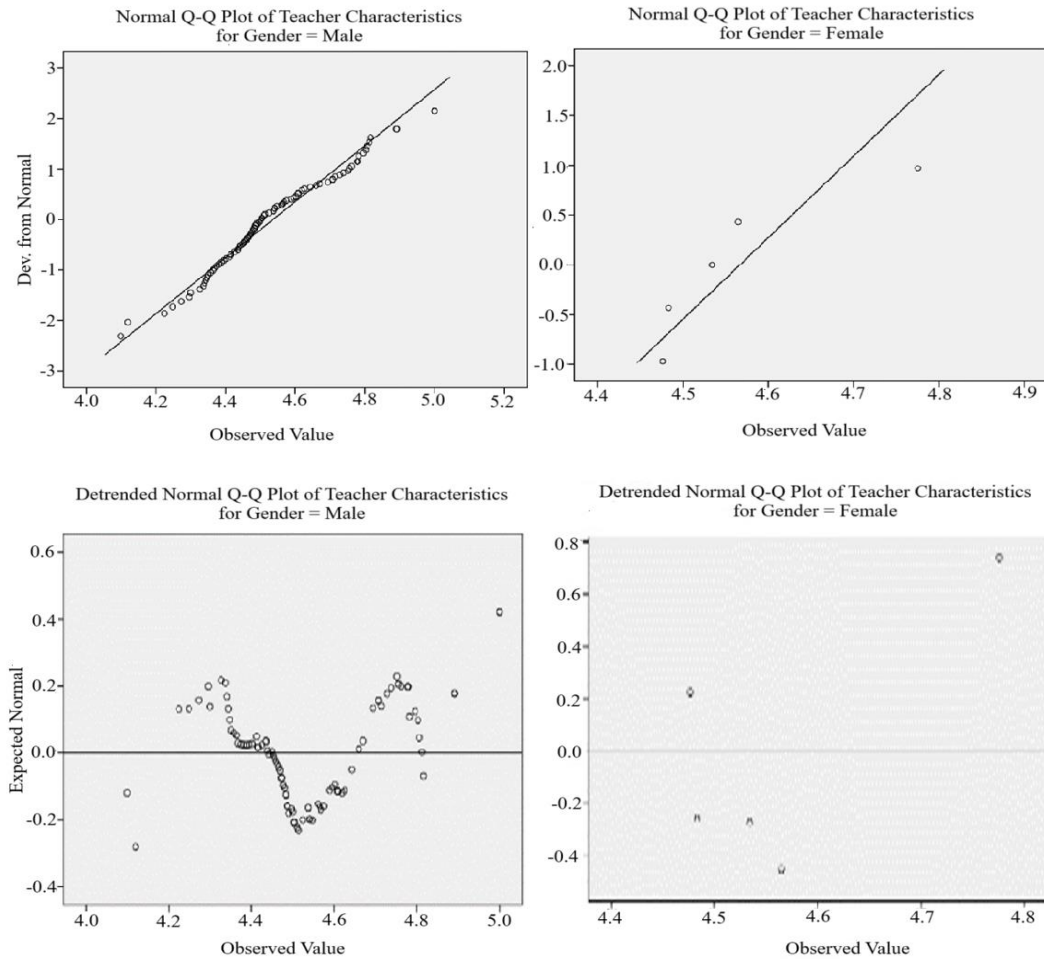 Normal Q-Q Plot of Teacher Characteristics
for Gender = Male
3
2
1
0
-1
-2
-3
Dev. from Normal
4.0 4.2 4.4 4.6 4.8 5.0 5.2
Observed Value
Normal Q-Q Plot of Teacher Characteristics
for Gender = Female
2.0
1.5
1.0
0.5
0.0
-0.5
-1.0
4.4 4.5 4.6 4.7 4.8 4.9
Observed Value
Detrended Normal Q-Q Plot of Teacher Characteristics
for Gender = Male
0.6
0.4
0.2
0.0
-0.2
-0.4
Expected Normal
4.0 4.2 4.4 4.6 4.8 5.0
Observed Value
Detrended Normal Q-Q Plot of Teacher Characteristics
for Gender = Female
0.8
0.6
0.4
0.2
0.0
-0.2
-0.4
4.4 4.5 4.6 4.7 4.8
Observed Value